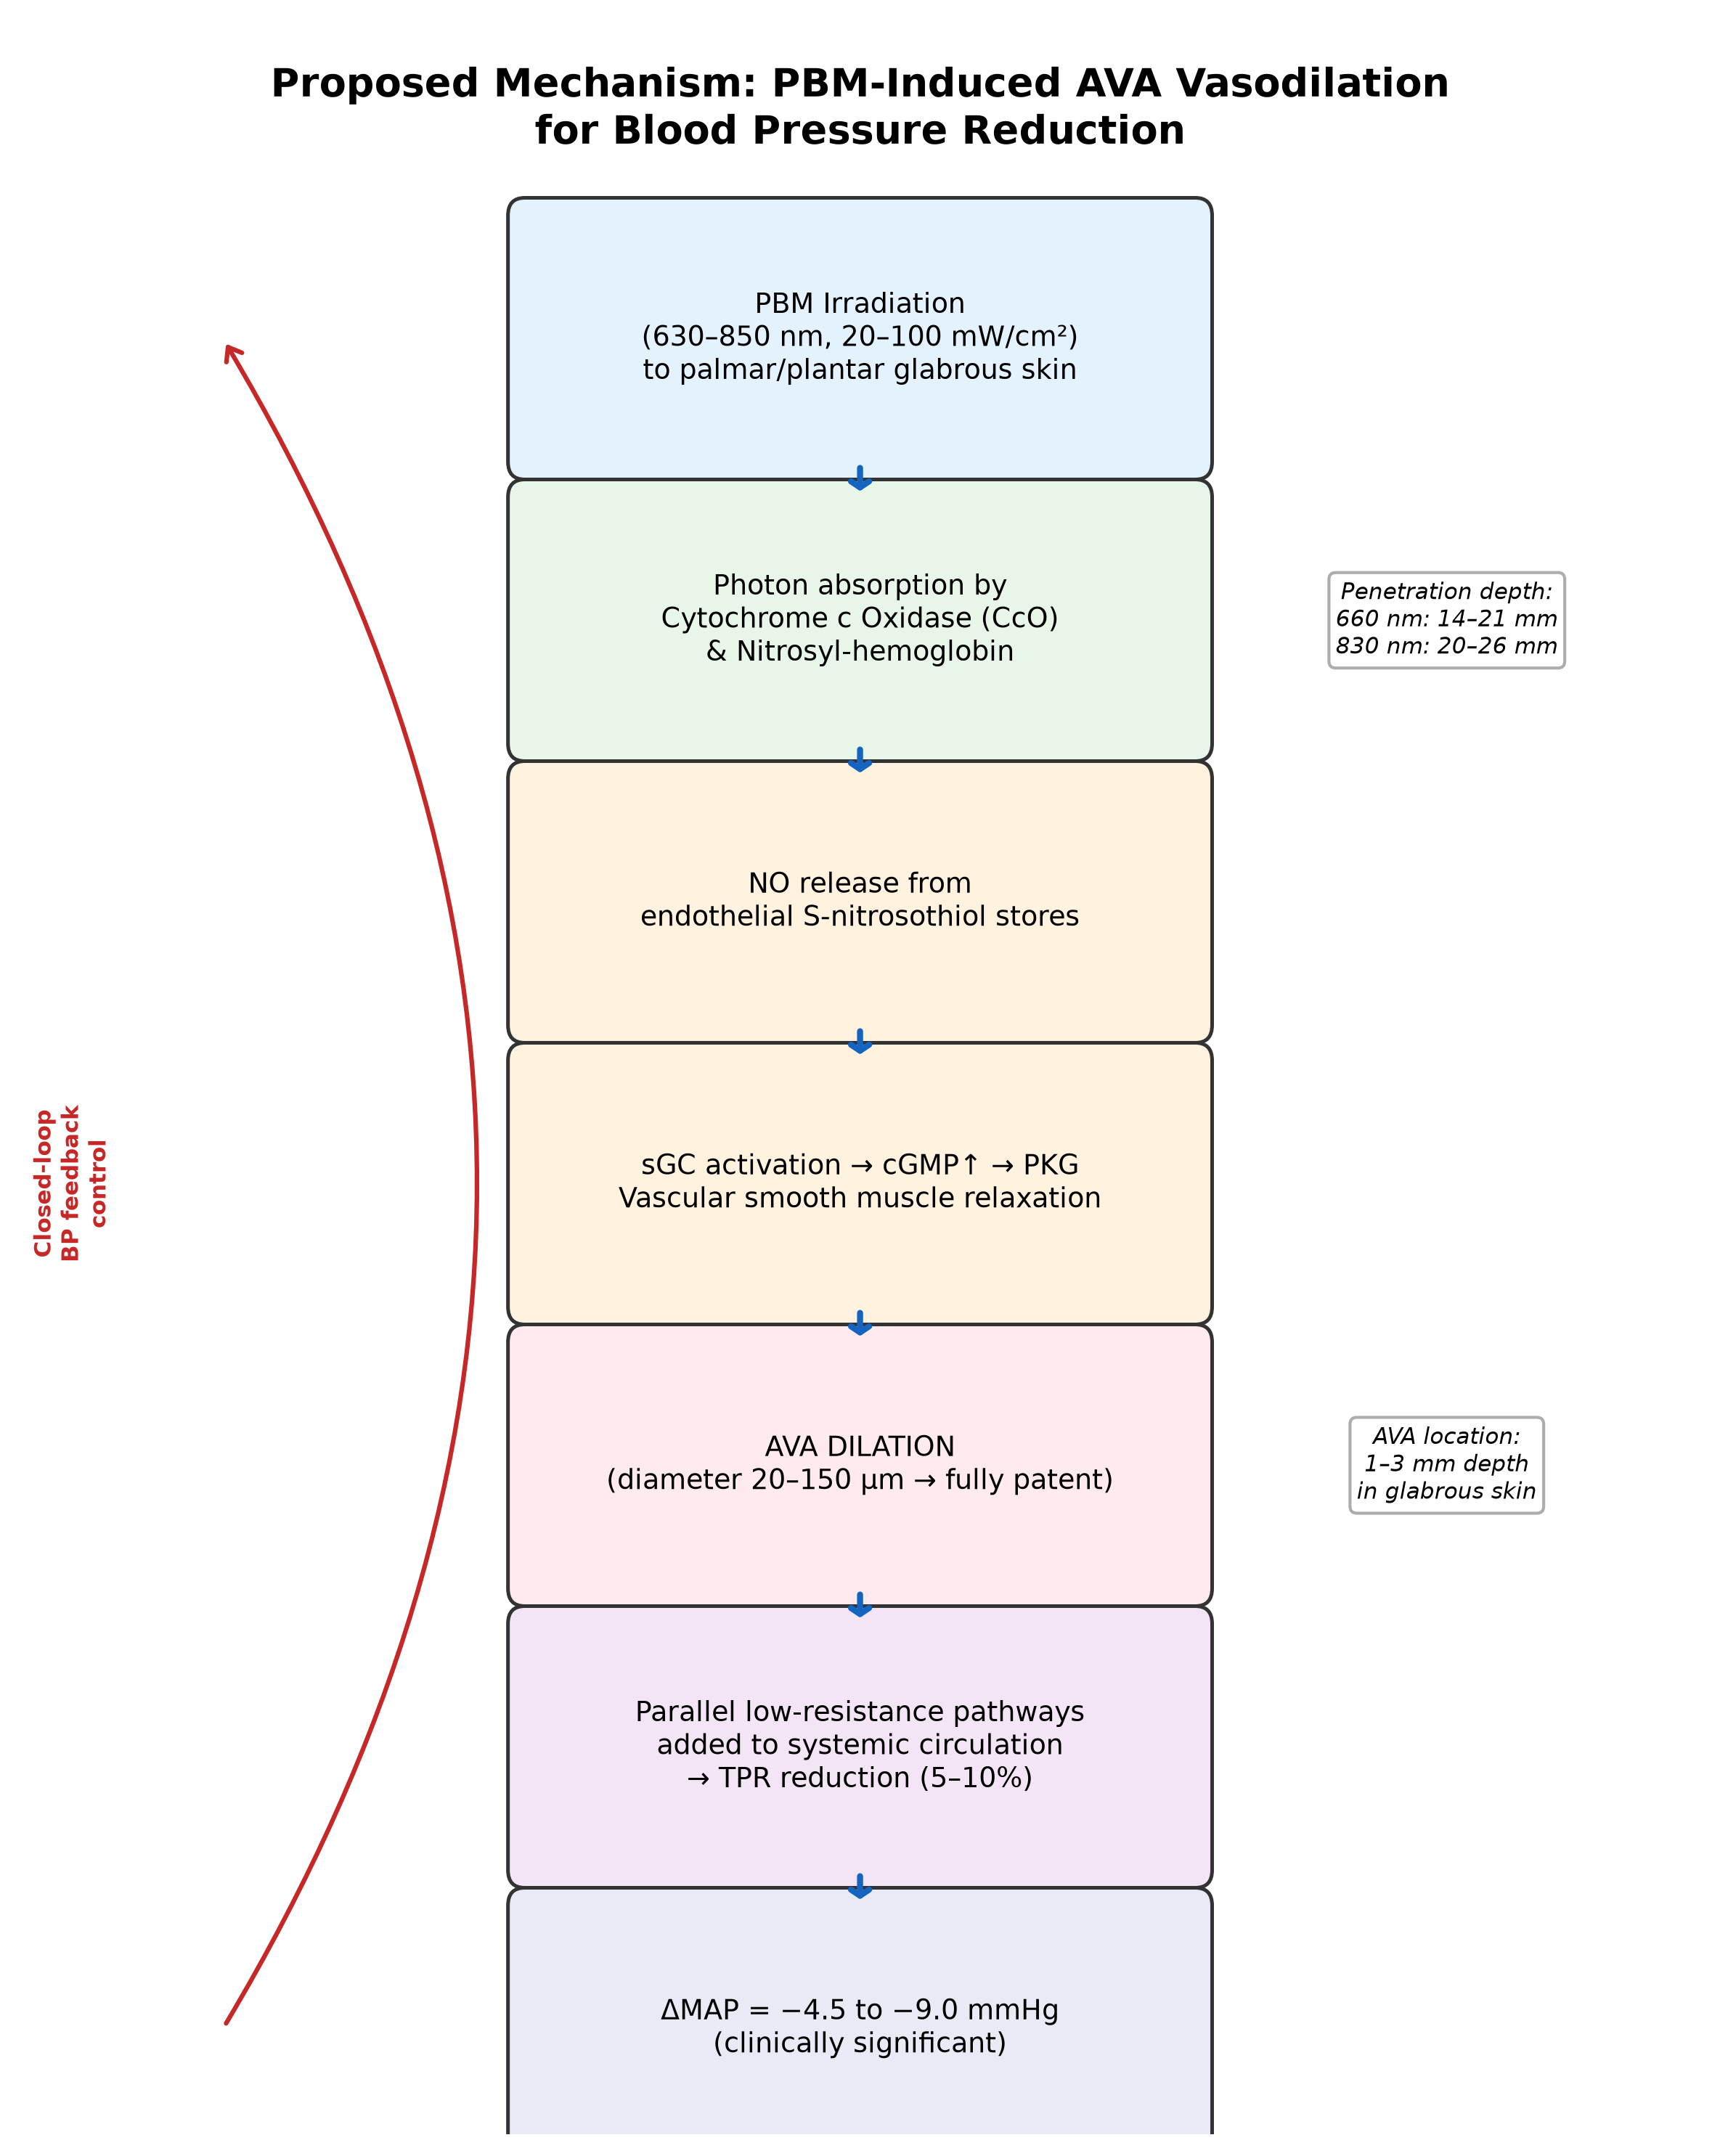 Proposed Mechanism: PBM-Induced AVA Vasodilation
for Blood Pressure Reduction
PBM Irradiation
(630–850 nm, 20–100 mW/cm²)
to palmar/plantar glabrous skin
Photon absorption by
Cytochrome c Oxidase (CcO)
& Nitrosyl-hemoglobin
Penetration depth:
660 nm: 14–21 mm
830 nm: 20–26 mm
NO release from
endothelial S-nitrosothiol stores
sGC activation → cGMP↑ → PKG
Vascular smooth muscle relaxation
Closed-loop
BP feedback
control
AVA DILATION
(diameter 20–150 µm → fully patent)
AVA location:
1–3 mm depth
in glabrous skin
Parallel low-resistance pathways
added to systemic circulation
→ TPR reduction (5–10%)
ΔMAP = −4.5 to −9.0 mmHg
(clinically significant)